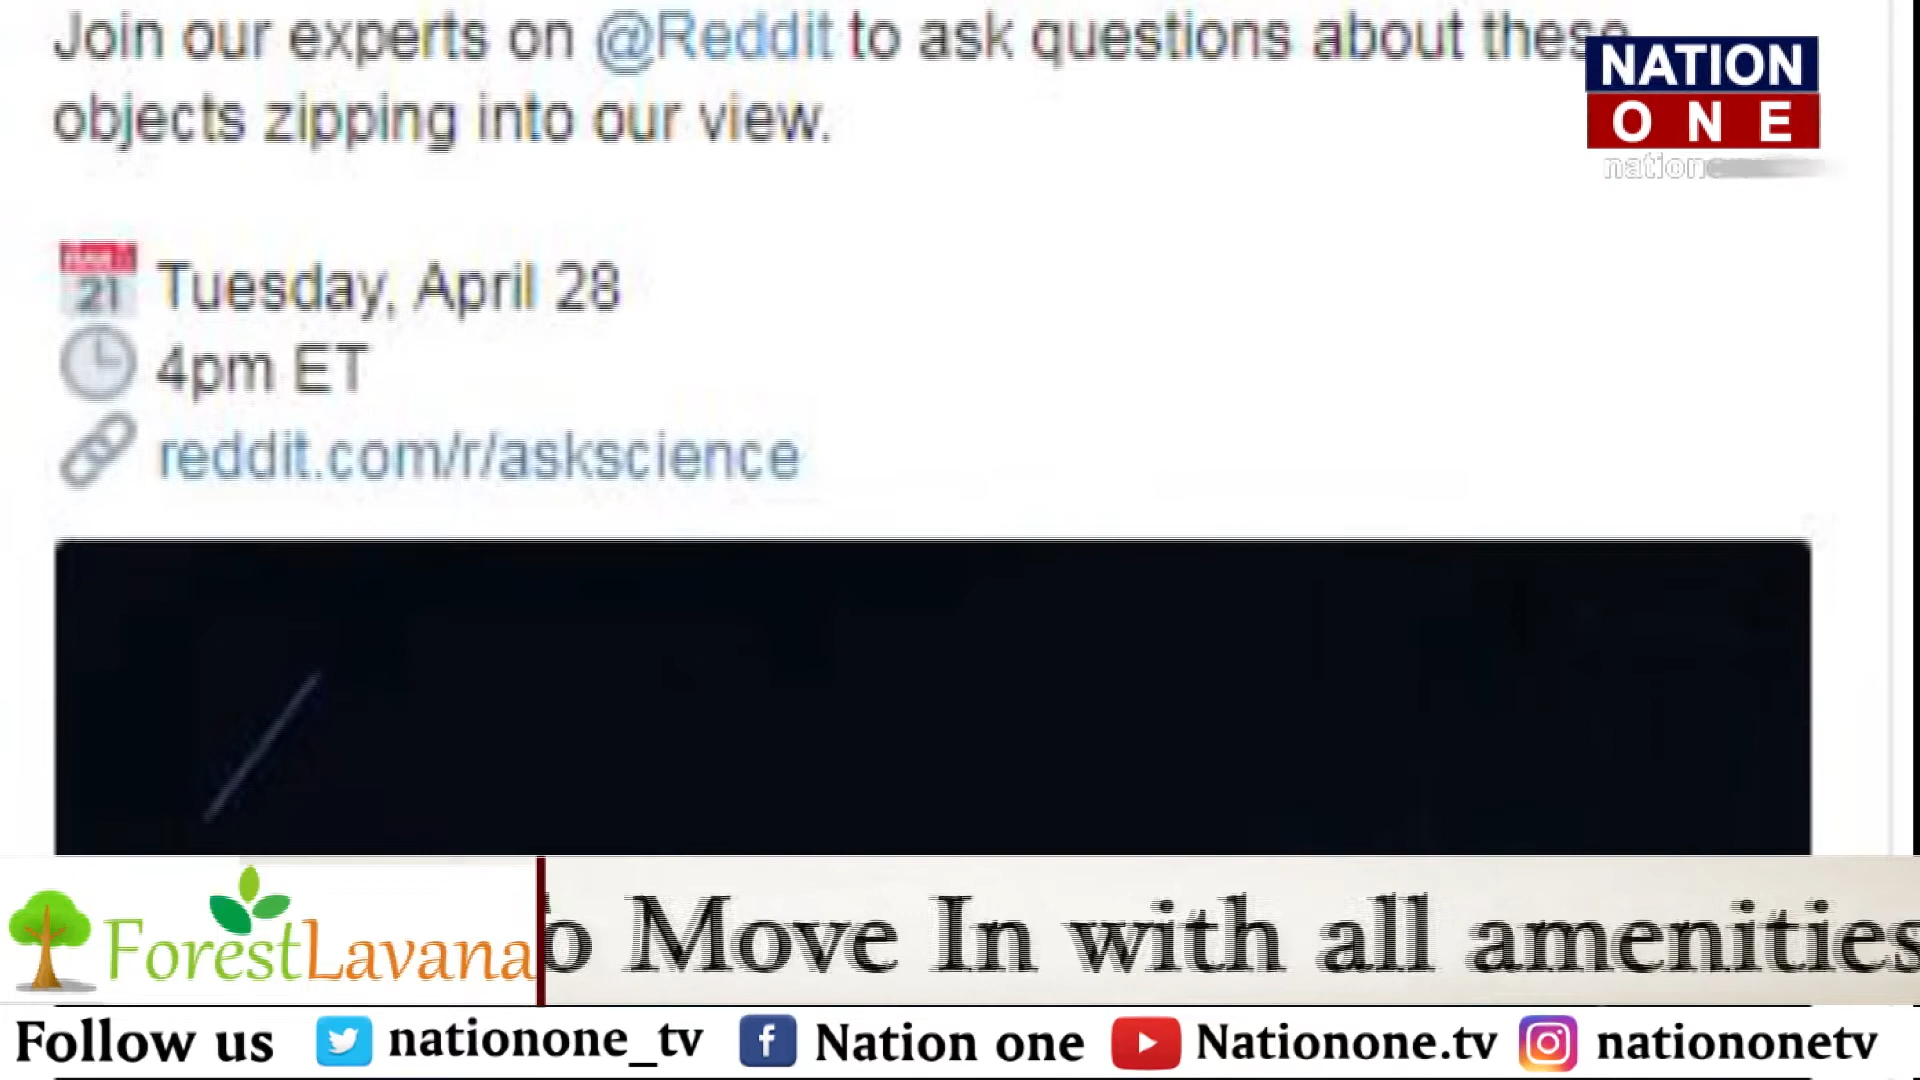 Join our experts on @Reddit to ask questions about these
objects zipping into our view.
NATION
ONE
21
Tuesday, April 28
4pm ET
reddit.com/r/askscience
ForestLavana
o Move In with all amenities
Follow us nationone_tv Nation one Nationone.tv nationonetv